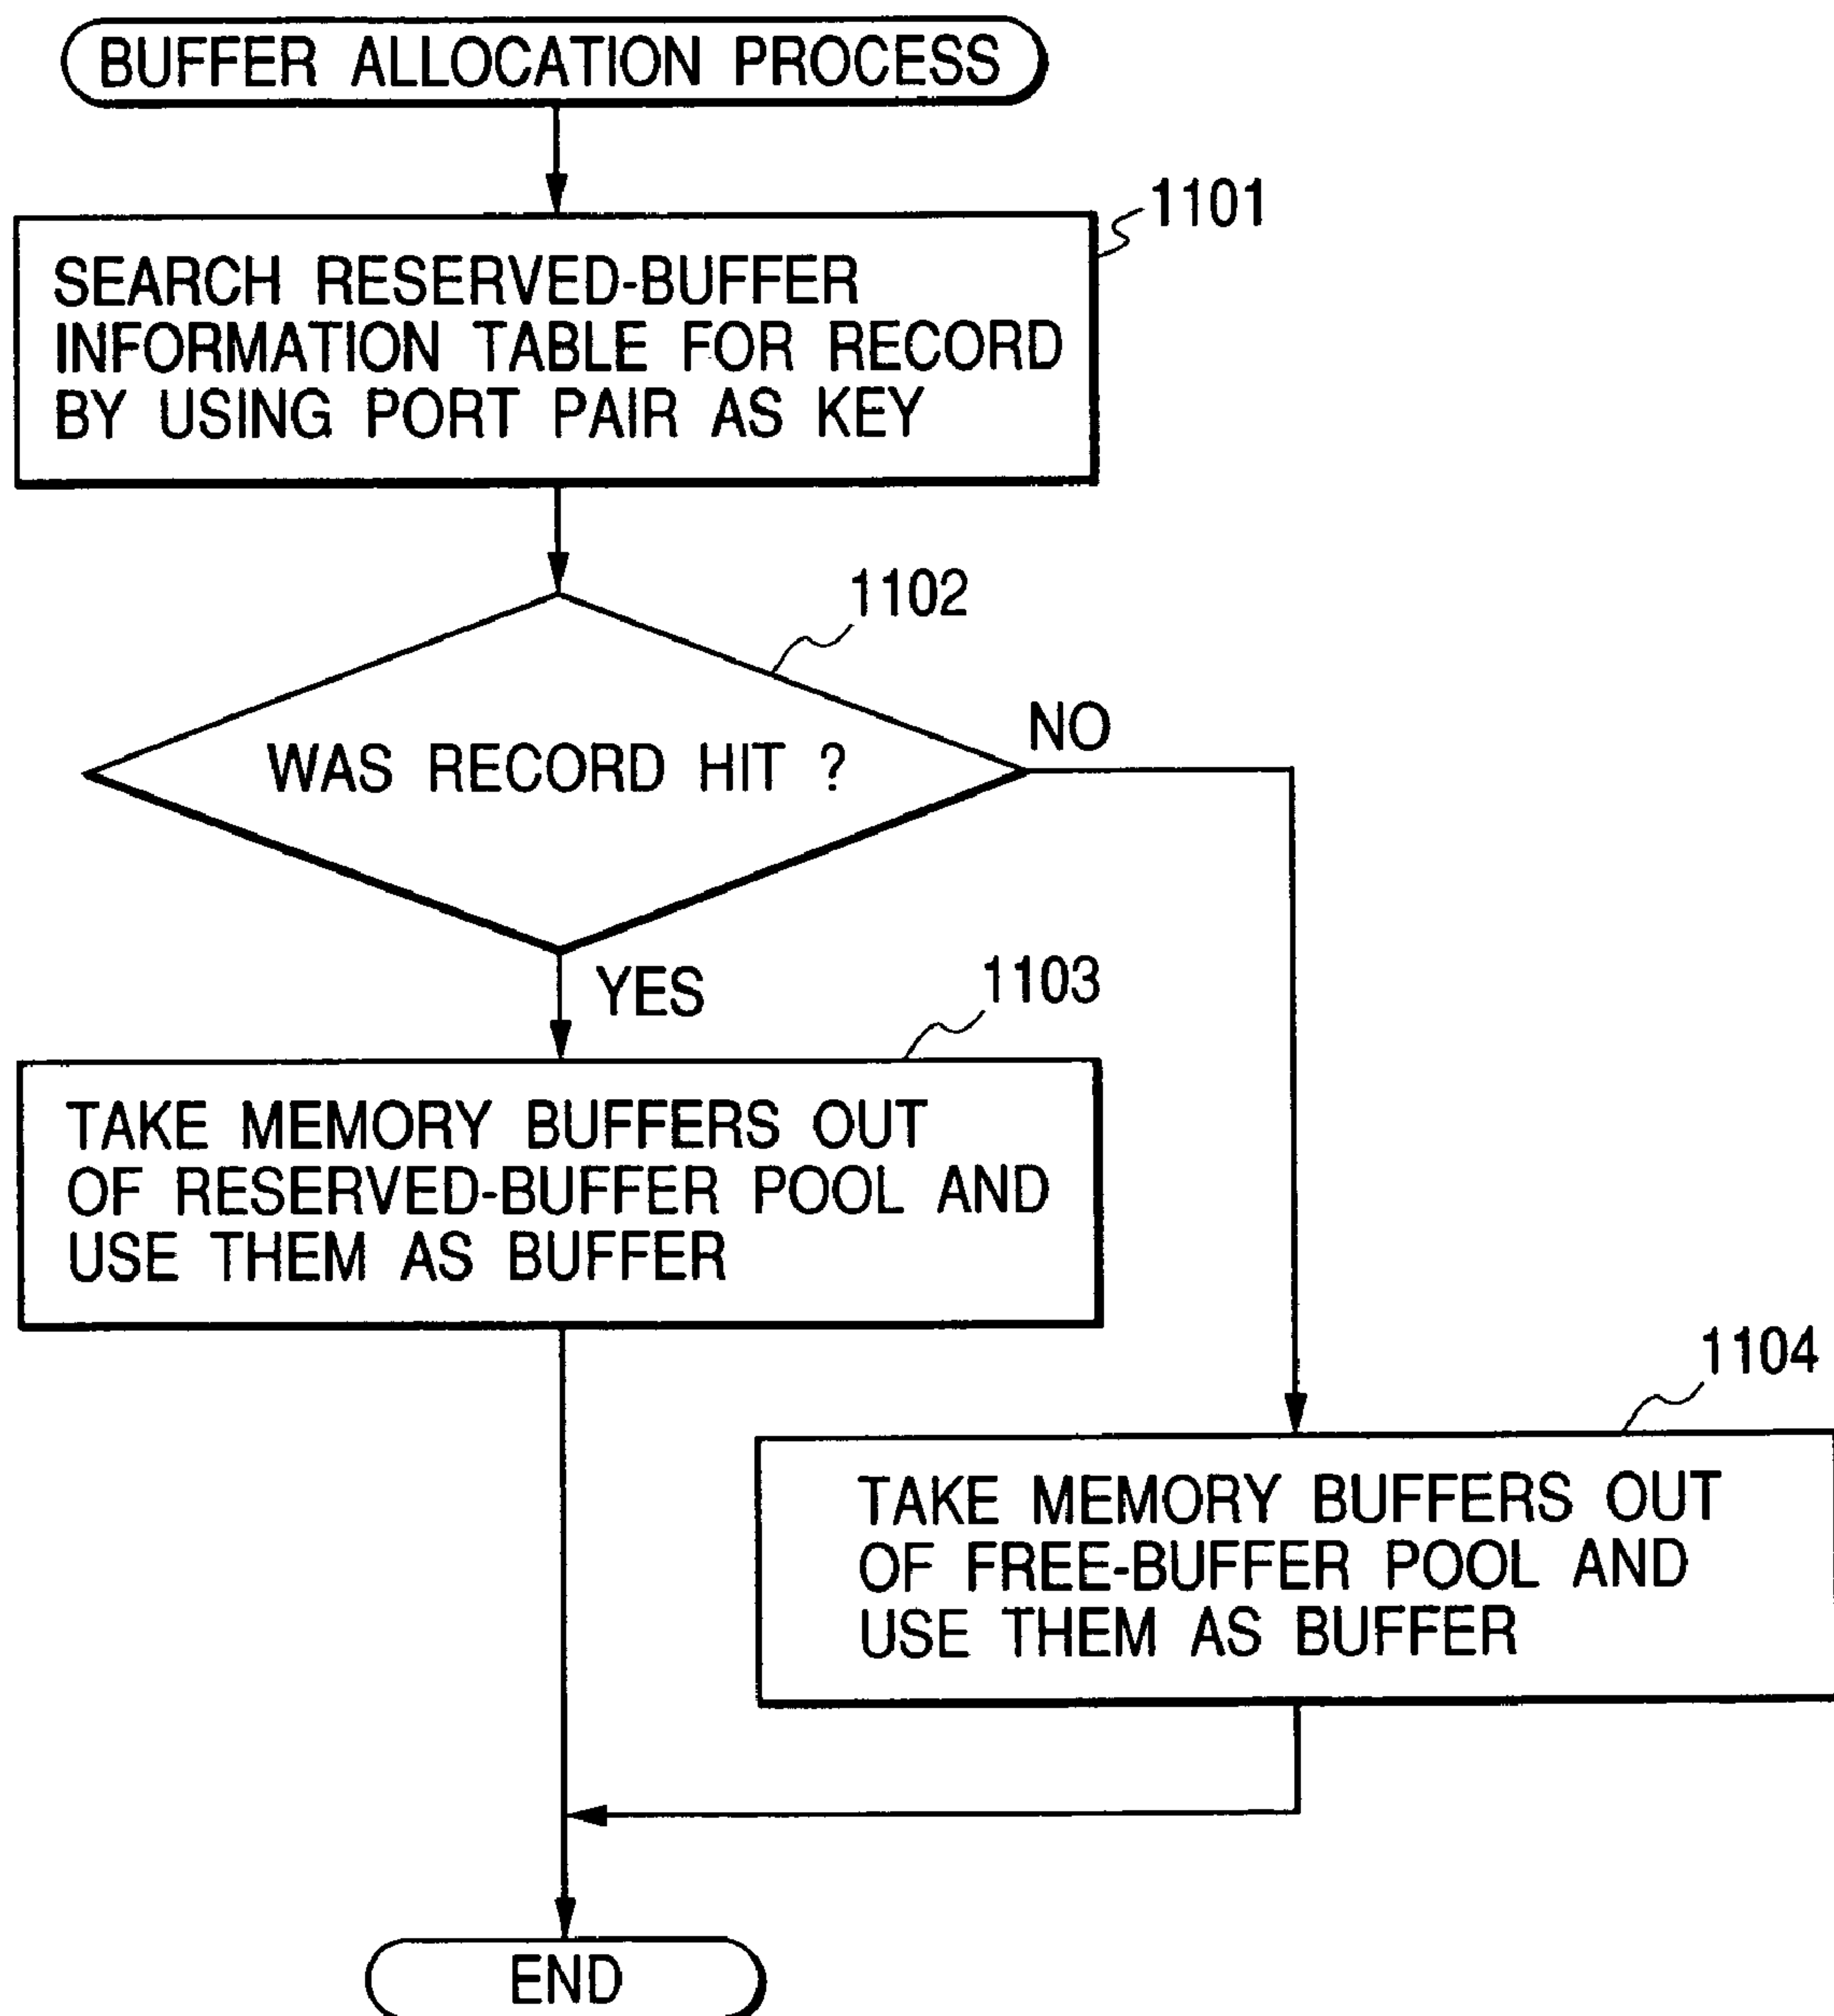 BUFFER ALLOCATION PROCESS
1101
SEARCH RESERVED-BUFFER
INFORMATION TABLE FOR RECORD
BY USING PORT PAIR AS KEY
1102
WAS RECORD HIT ?
NO
YES
1103
TAKE MEMORY BUFFERS OUT
OF RESERVED-BUFFER POOL AND
USE THEM AS BUFFER
1104
TAKE MEMORY BUFFERS OUT
OF FREE-BUFFER POOL AND
USE THEM AS BUFFER
END